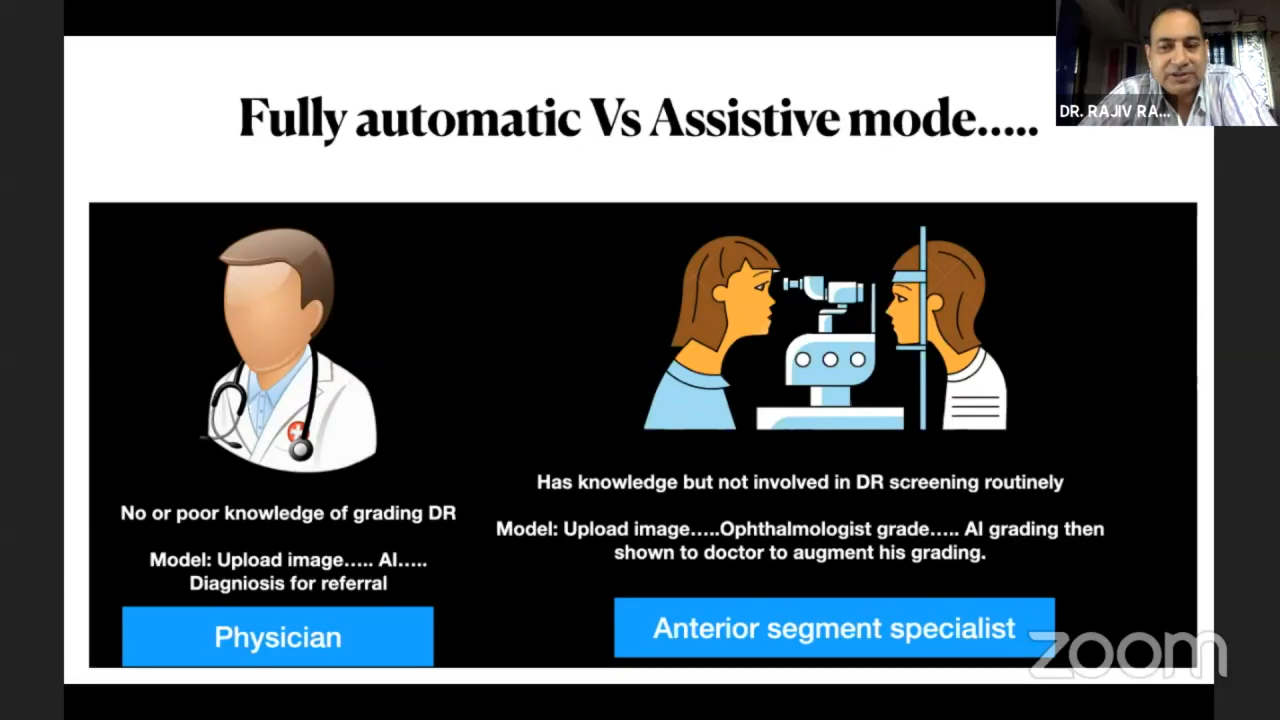 Fully automatic Vs Assistive mode.....
DR. RAJIV RA...
No or poor knowledge of grading DR
Model: Upload image..... AI.....
Diagniosis for referral
Physician
Has knowledge but not involved in DR screening routinely
Model: Upload image.....Ophthalmologist grade..... AI grading then
shown to doctor to augment his grading.
Anterior segment specialist
zoom